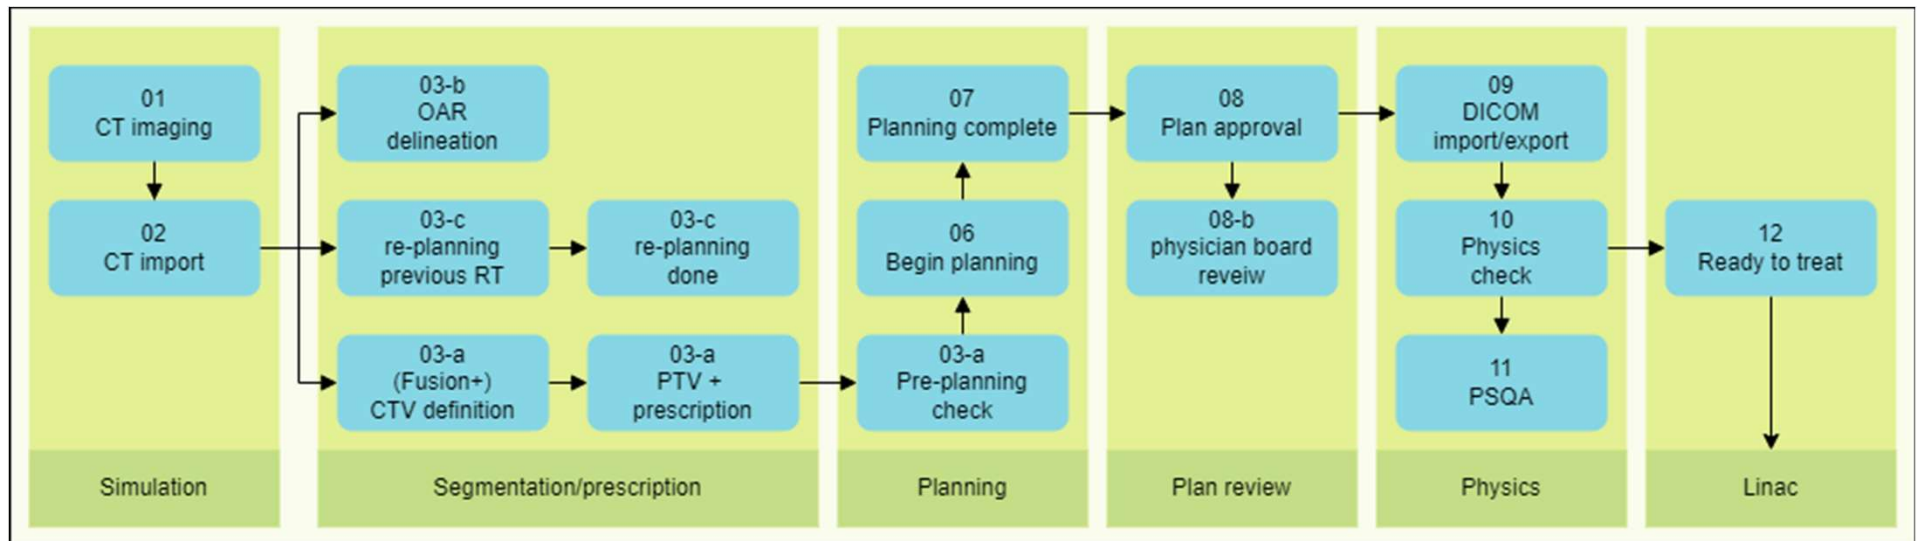 01
CT imaging
02
CT import
Simulation
03-b
OAR
delineation
03-c
re-planning
previous RT
03-c
re-planning
done
03-a
(Fusion+)
CTV definition
03-a
PTV +
prescription
Segmentation/prescription
07
Planning complete
06
Begin planning
03-a
Pre-planning
check
Planning
08
Plan approval
08-b
physician board
reveiw
Plan review
09
DICOM
import/export
10
Physics
check
11
PSQA
Physics
12
Ready to treat
Linac